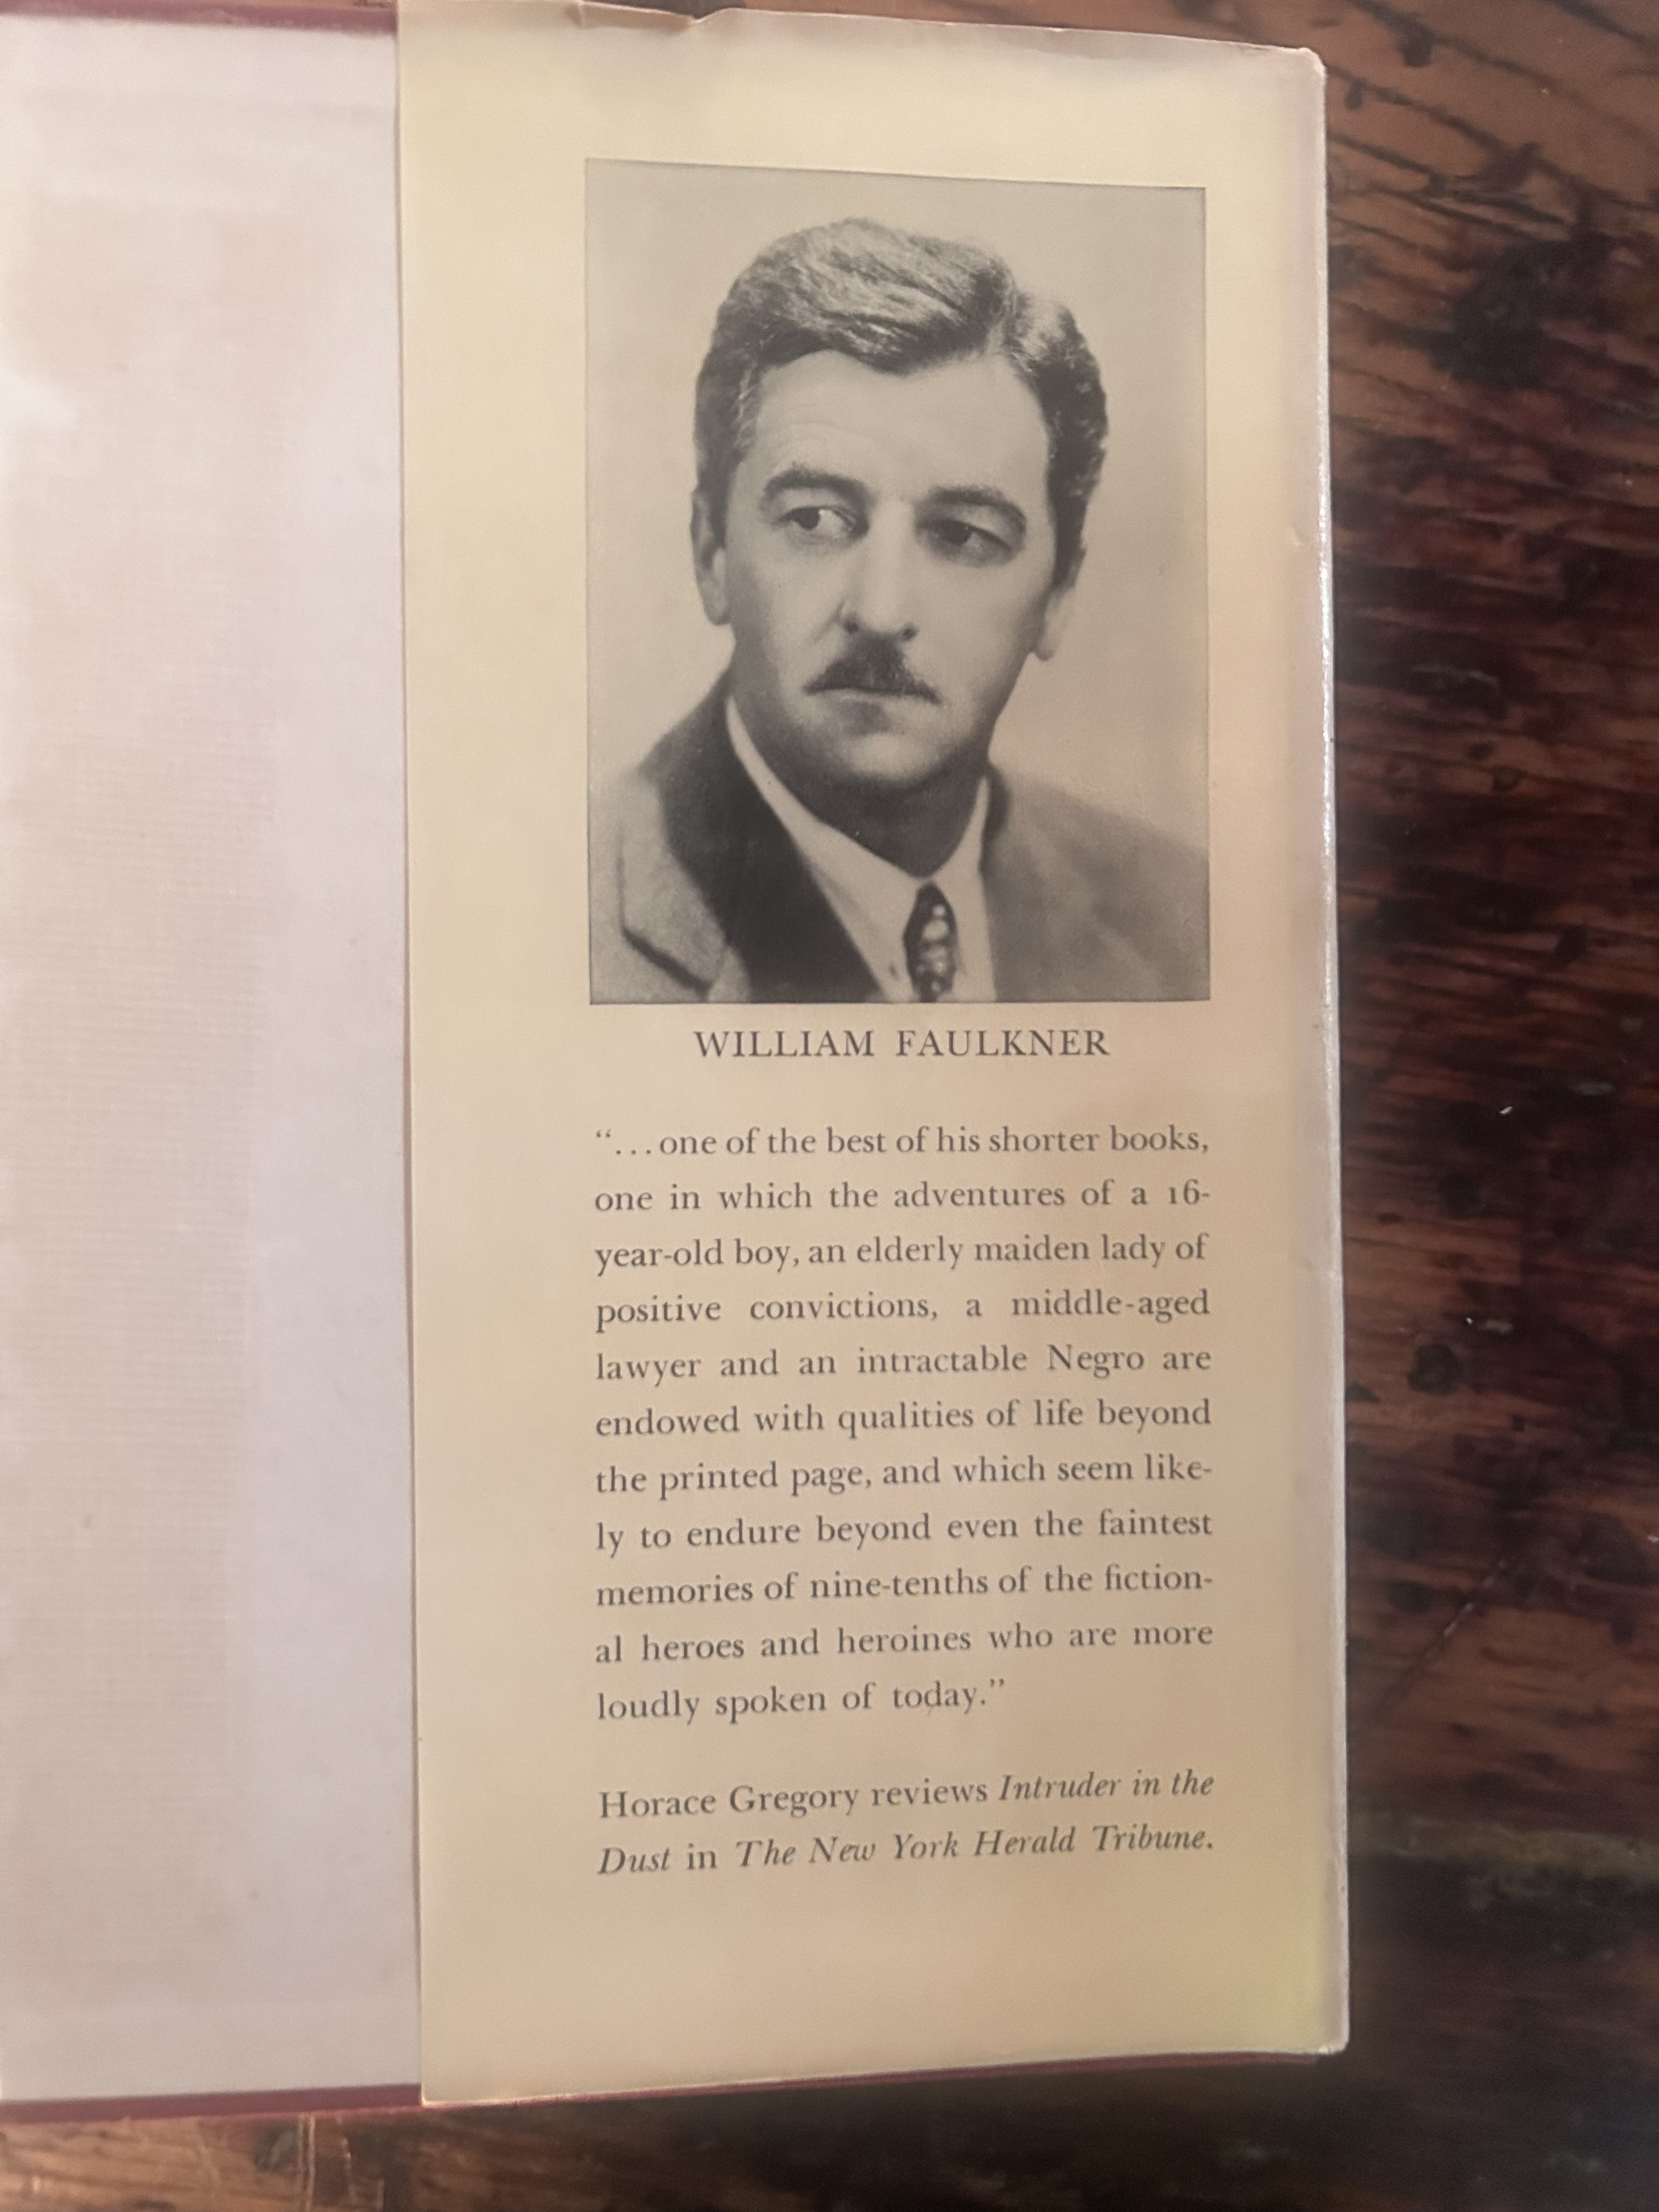 WILLIAM FAULKNER
“...one of the best of his shorter books,
one in which the adventures of a 16-
year-old boy, an elderly maiden lady of
positive convictions, a middle-aged
lawyer and an intractable Negro are
endowed with qualities of life beyond
the printed page, and which seem like-
ly to endure beyond even the faintest
memories of nine-tenths of the fiction-
al heroes and heroines who are more
loudly spoken of today.”
Horace Gregory reviews Intruder in the
Dust in The New York Herald Tribune.